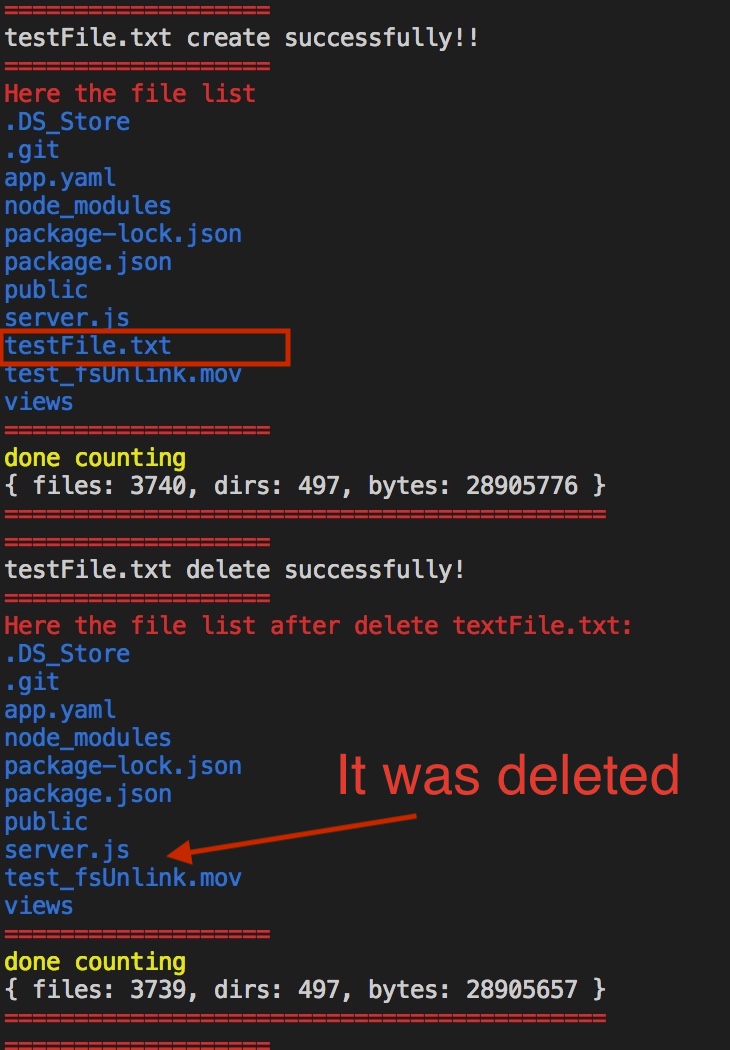 ===================
testFile.txt create successfully!!
===================
Here the file list
.DS_Store
.git
app.yaml
node_modules
package-lock.json
package.json
public
server.js
testFile.txt
test_fsUnlink.mov
views
===================
done counting
{ files: 3740, dirs: 497, bytes: 28905776 }
===========================================
===================
testFile.txt delete successfully!
===================
Here the file list after delete textFile.txt:
.DS_Store
.git
app.yaml
node_modules
package-lock.json
It was deleted
package.json
public
server.js
test_fsUnlink.mov
views
===================
done counting
{ files: 3739, dirs: 497, bytes: 28905657 }
===========================================
===================